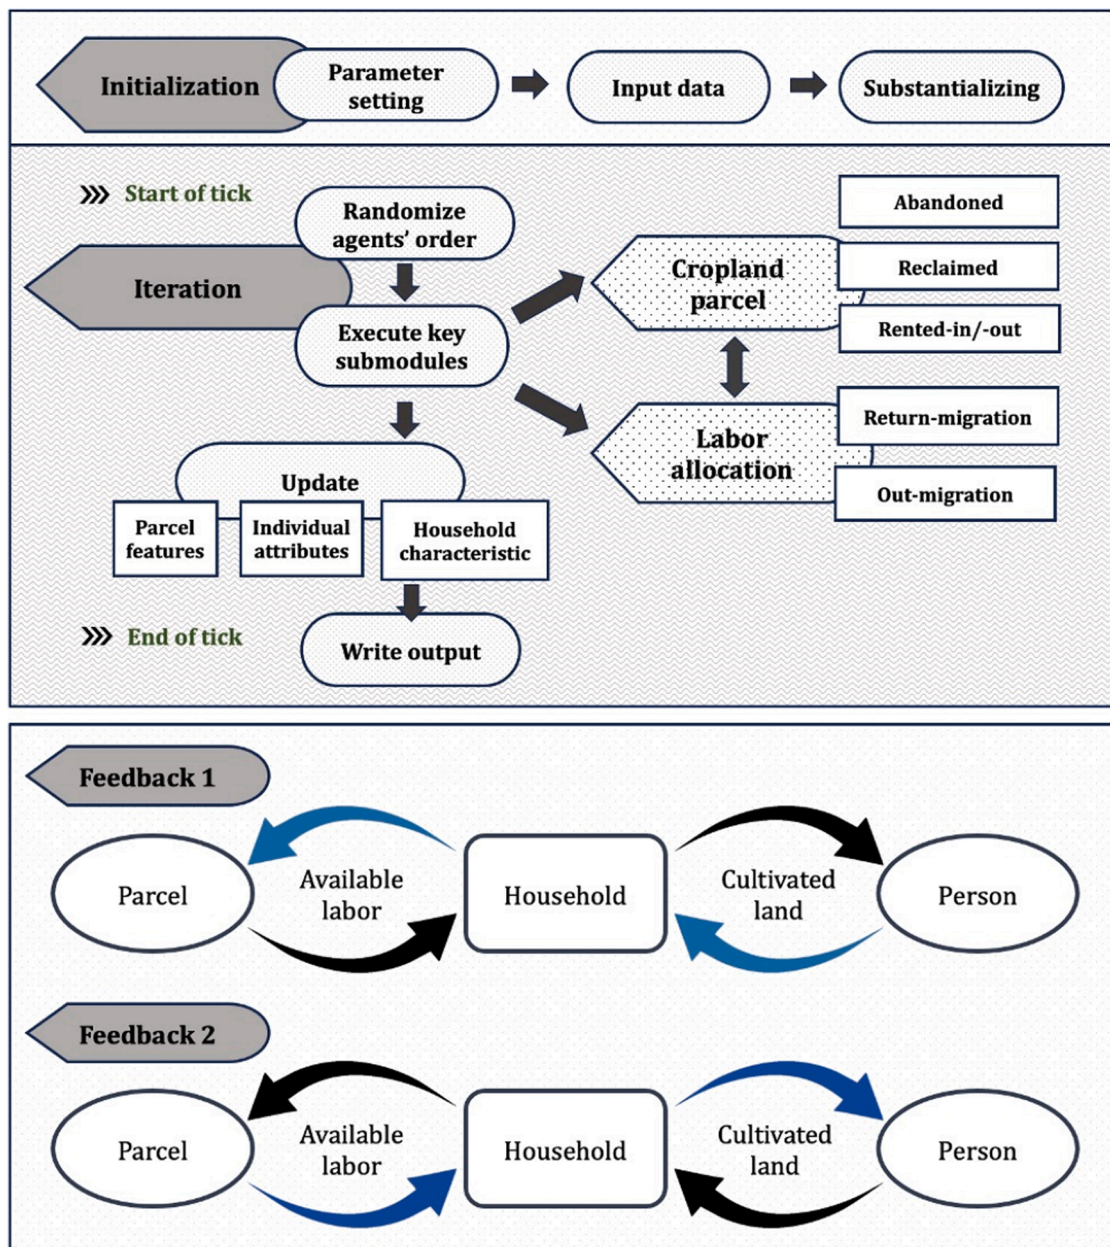 Initialization
Parameter
setting
Input data
Substantializing
Start of tick
Randomize
agents' order
Iteration
Execute key
submodules
Cropland
parcel
Abandoned
Reclaimed
Rented-in/-out
Labor
allocation
Return-migration
Out-migration
Update
Parcel
features
Individual
attributes
Household
characteristic
End of tick
Write output
Feedback 1
Parcel
Available
labor
Household
Cultivated
land
Person
Feedback 2
Parcel
Available
labor
Household
Cultivated
land
Person